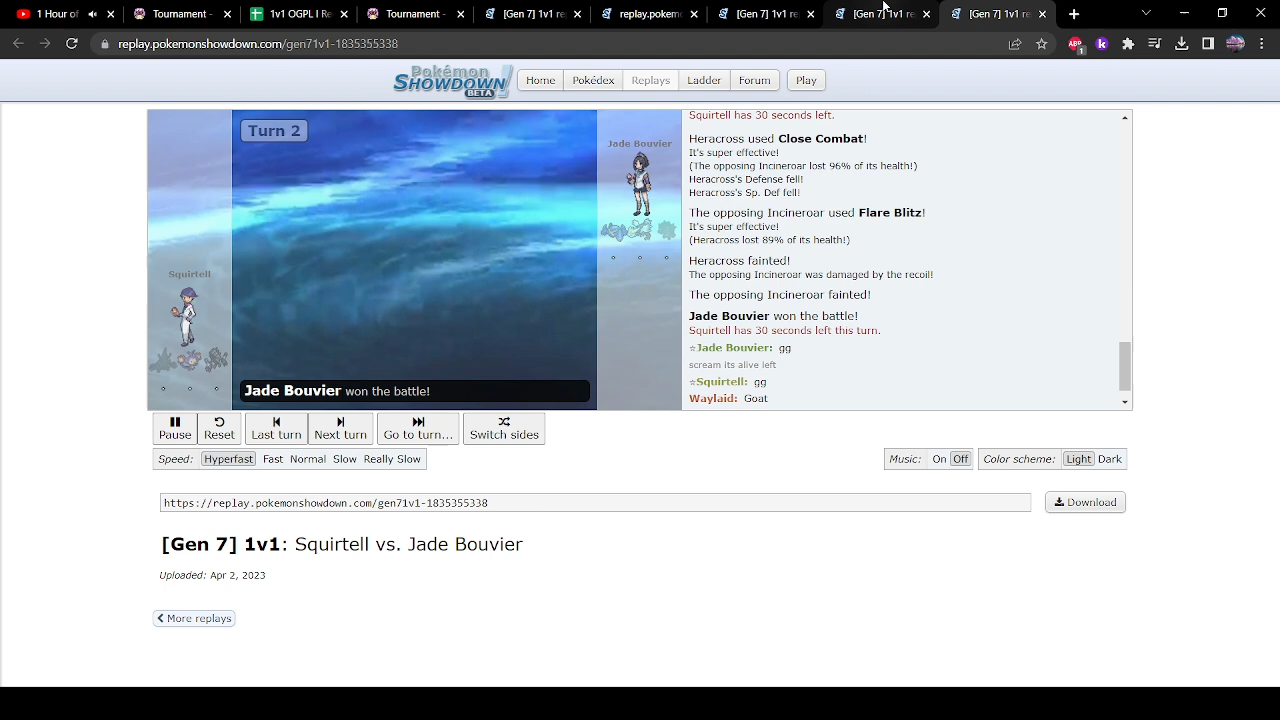 1 Hour of
Tournament -
1v1 OGPL I Re
Tournament -
[Gen 7] 1v1 re
replay.pokem
[Gen 7] 1v1 re
[Gen 7] 1v1 re
[Gen 7] 1v1 re
replay.pokemonshowdown.com/gen71v1-1835355338
ABP
1
k
Pokémon
SHOWDOWN!
BETA
Home
Pokédex
Replays
Ladder
Forum
Play
Turn 2
Jade Bouvier
Squirtell
Jade Bouvier won the battle!
Squirtell has 30 seconds left.
Heracross used Close Combat!
It's super effective!
(The opposing Incineroar lost 96% of its health!)
Heracross's Defense fell!
Heracross's Sp. Def fell!
The opposing Incineroar used Flare Blitz!
It's super effective!
(Heracross lost 89% of its health!)
Heracross fainted!
The opposing Incineroar was damaged by the recoil!
The opposing Incineroar fainted!
Jade Bouvier won the battle!
Squirtell has 30 seconds left this turn.
☆Jade Bouvier: gg
scream its alive left
☆Squirtell: gg
Waylaid: Goat
Pause
Reset
Last turn
Next turn
Go to turn...
Switch sides
Speed: Hyperfast Fast Normal Slow Really Slow
Music: On Off
Color scheme: Light Dark
https://replay.pokemonshowdown.com/gen71v1-1835355338
Download
[Gen 7] 1v1: Squirtell vs. Jade Bouvier
Uploaded: Apr 2, 2023
More replays